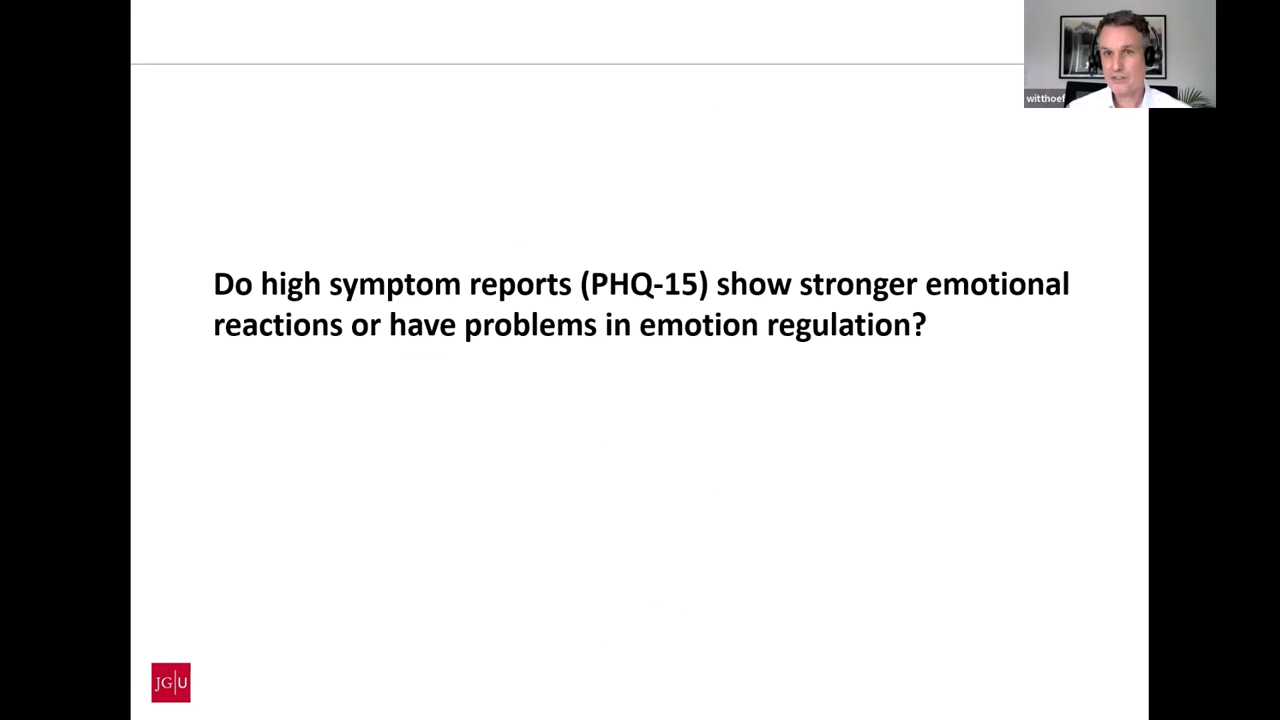 witthoef
Do high symptom reports (PHQ-15) show stronger emotional
reactions or have problems in emotion regulation?
JG|U